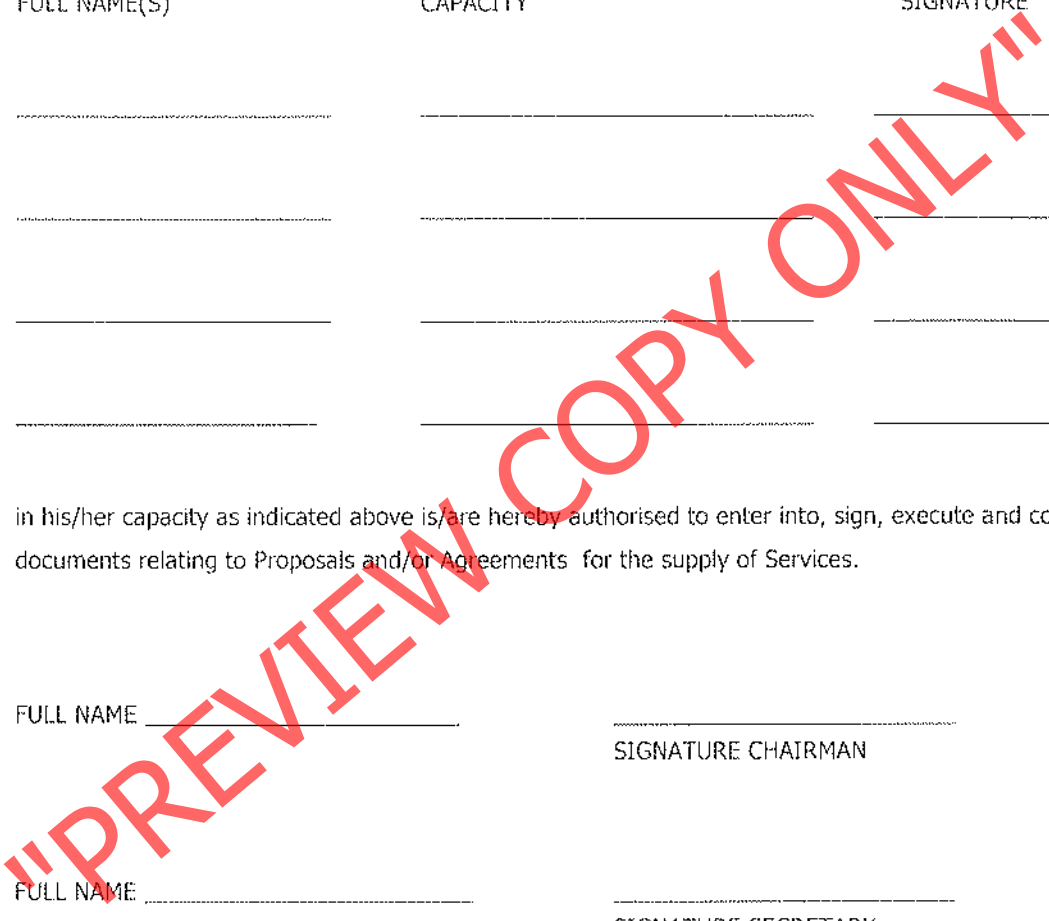 FULL NAME(S) CAPACITY SIGNATURE
in his/her capacity as indicated above is/are hereby authorised to enter into, sign, execute and
documents relating to Proposals and/or Agreements for the supply of Services.
FULL NAME
SIGNATURE CHAIRMAN
FULL NAME
SIGNATURE SECRETARY
"PREVIEW COPY ONLY"